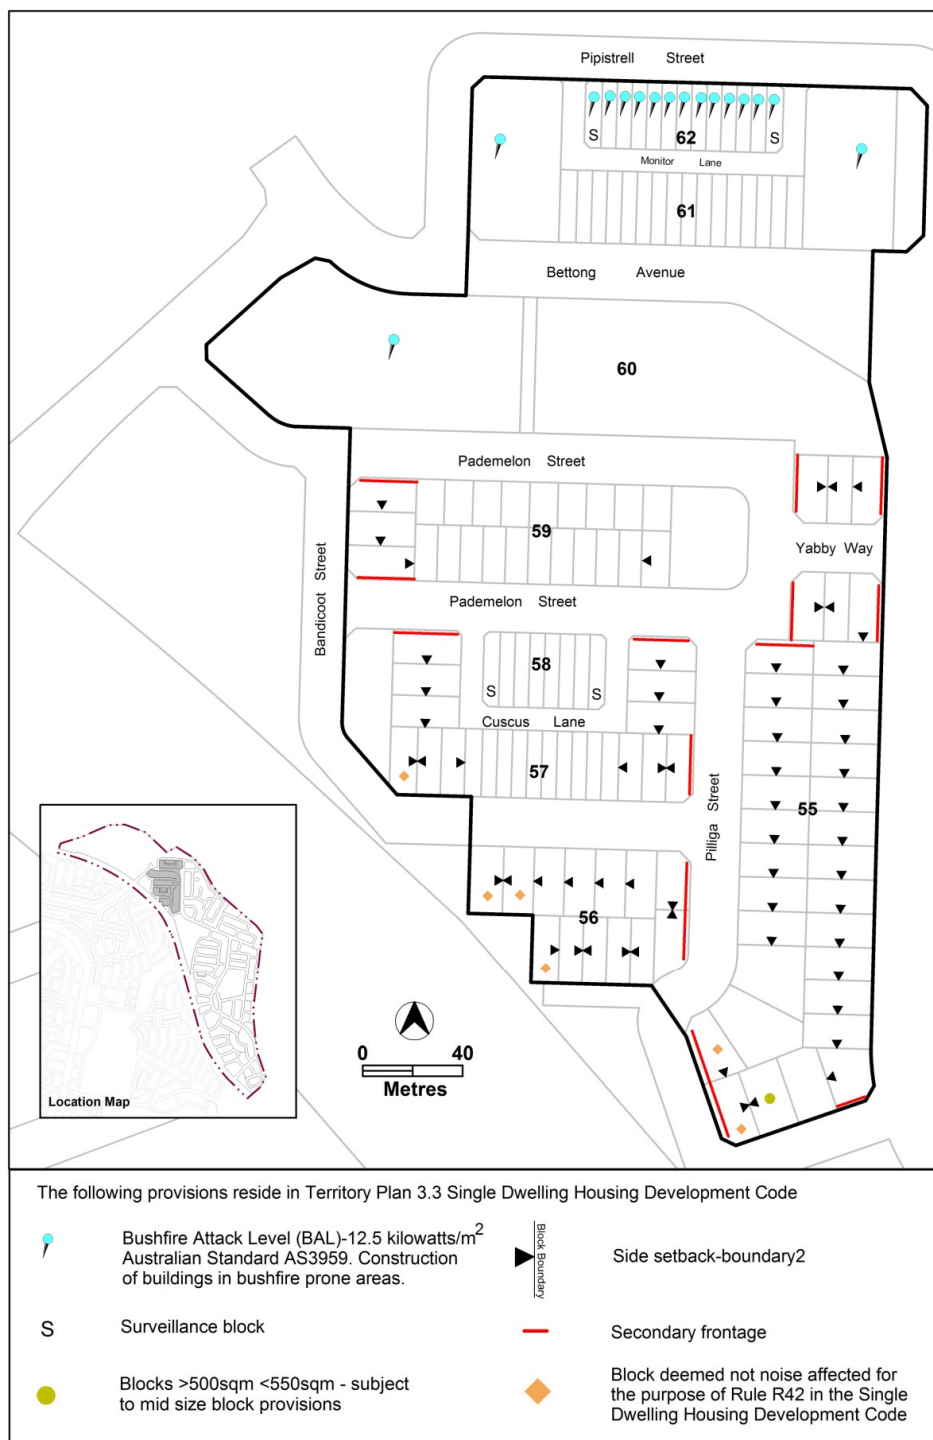 Pipistrell Street
S
62
S
Monitor Lane
61
Bettong Avenue
60
Pademelon Street
59
Yabby Way
Bandicoot Street
Pademelon Street
58
S
S
Cuscus Lane
57
Pilliga Street
55
56
0
40
Metres
Location Map
The following provisions reside in Territory Plan 3.3 Single Dwelling Housing Development Code
Bushfire Attack Level (BAL)-12.5 kilowatts/m²
Australian Standard AS3959. Construction
of buildings in bushfire prone areas.
Block Boundary
Side setback-boundary2
S
Surveillance block
Secondary frontage
Blocks >500sqm <550sqm - subject
to mid size block provisions
Block deemed not noise affected for
the purpose of Rule R42 in the Single
Dwelling Housing Development Code